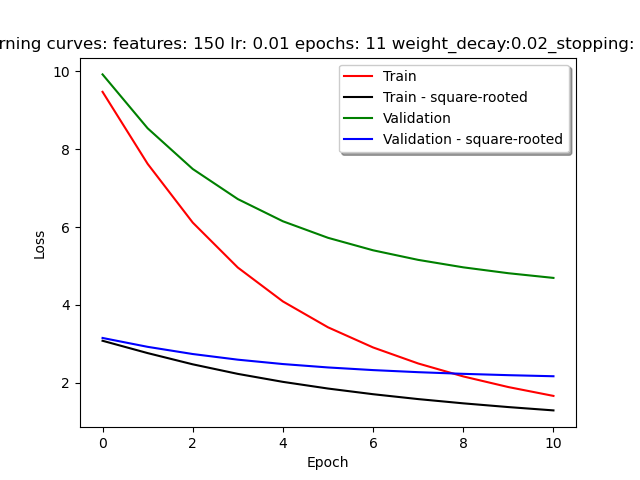 rning curves: features: 150 lr: 0.01 epochs: 11 weight_decay:0.02_stopping:
Train
Train - square-rooted
Validation
Validation - square-rooted
10
8
6
4
2
Loss
0 2 4 6 8 10
Epoch